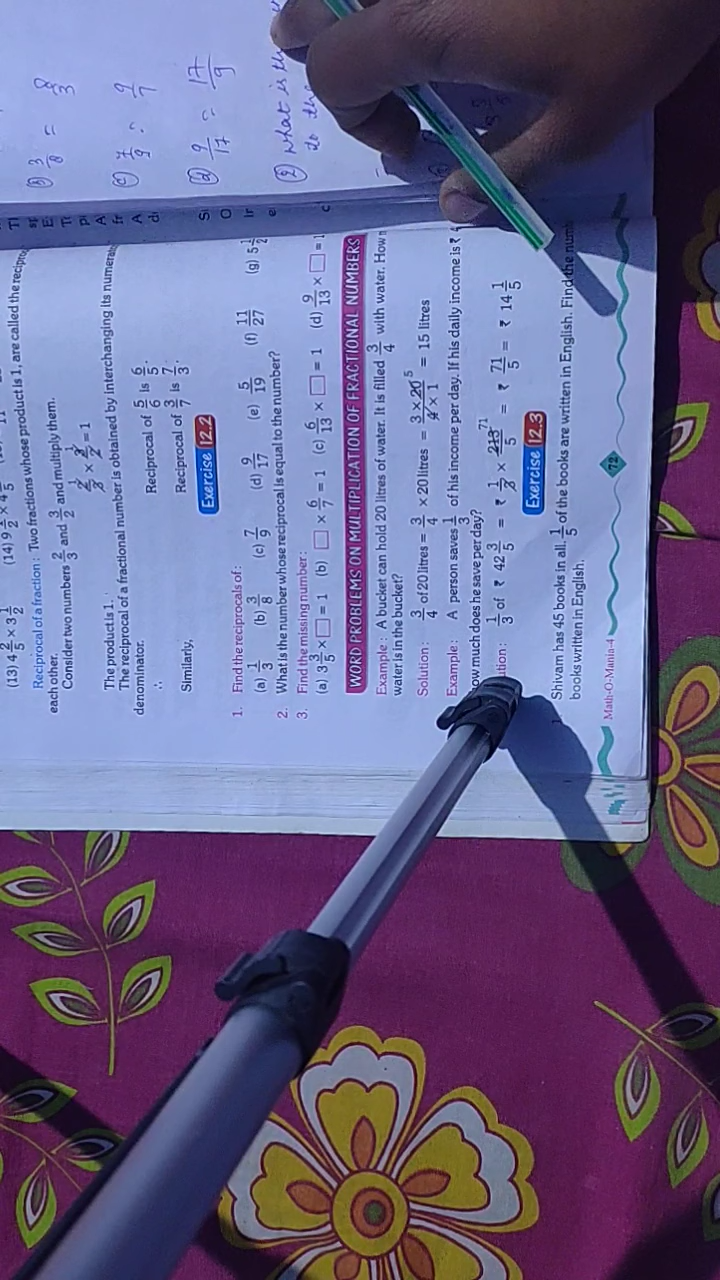 (13) 4 2/5 × 3 1/2 (14) 9 1/2 × 4
Reciprocal of a fraction : Two fractions whose product is 1, are called the
each other.
Consider two numbers 2/3 and 3/2 and multiply them.
2/3 × 3/2 = 1
The product is 1.
The reciprocal of a fractional number is obtained by interchanging its
denominator.
∴ Reciprocal of 5/6 is 6/5.
Similarly, Reciprocal of 3/7 is 7/3.
Exercise 12.2
1. Find the reciprocals of :
(a) 1/3 (b) 3/8 (c) 7/9 (d) 9/17 (e) 5/19 (f) 11/27 (g) 5 1/2
2. What is the number whose reciprocal is equal to the number?
3. Find the missing number :
(a) 3 3/5 × □ = 1 (b) □ × 6/7 = 1 (c) 6/13 × □ = 1 (d) 9/13 × □ = 1
WORD PROBLEMS ON MULTIPLICATION OF FRACTIONAL NUMBERS
Example : A bucket can hold 20 litres of water. It is filled 3/4 with water. How
water is in the bucket?
Solution : 3/4 of 20 litres = 3/4 × 20 litres = 3 × 20 5/4 × 1 = 15 litres
Example : A person saves 1/3 of his income per day. If his daily income is ₹
ow much does he save per day?
ution : 1/3 of ₹ 42 3/5 = ₹ 1/3 × 213 71/5 = ₹ 71/5 = ₹ 14 1/5
Exercise 12.3
Shivam has 45 books in all. 1/5 of the books are written in English. Find the
books written in English.
Math-O-Mania-4
72
(b) 3/8 = 8/3
(c) 7/9 = 9/7
(d) 9/17 = 17/9
(2) What is
to the